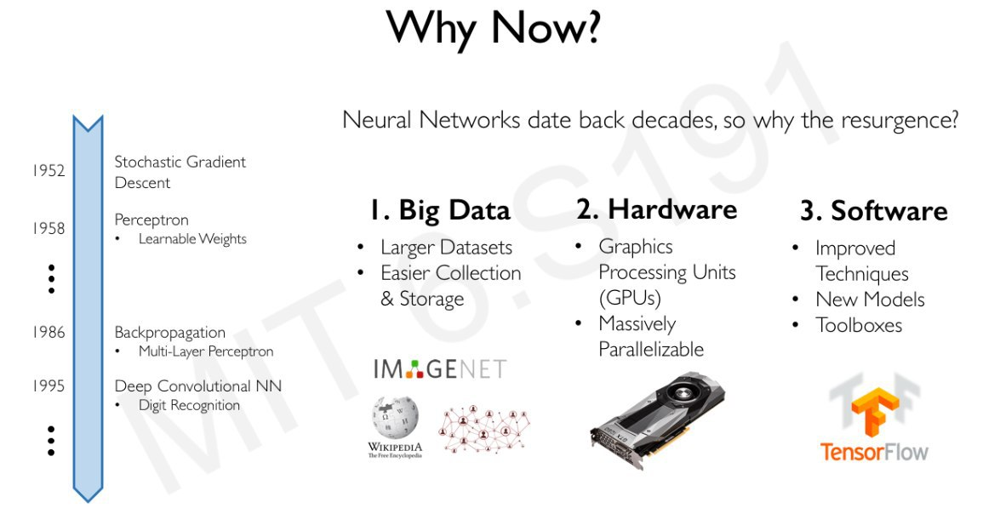 Why Now?
Neural Networks date back decades, so why the resurgence?
1952
Stochastic Gradient
Descent
1958
Perceptron
• Learnable Weights
1986
Backpropagation
• Multi-Layer Perceptron
1995
Deep Convolutional NN
• Digit Recognition
1. Big Data
• Larger Datasets
• Easier Collection
& Storage
IMAGENET
WIKIPEDIA
The Free Encyclopedia
2. Hardware
• Graphics
Processing Units
(GPUs)
• Massively
Parallelizable
GTX 1080
3. Software
• Improved
Techniques
• New Models
• Toolboxes
TensorFlow
MIT 6.S191